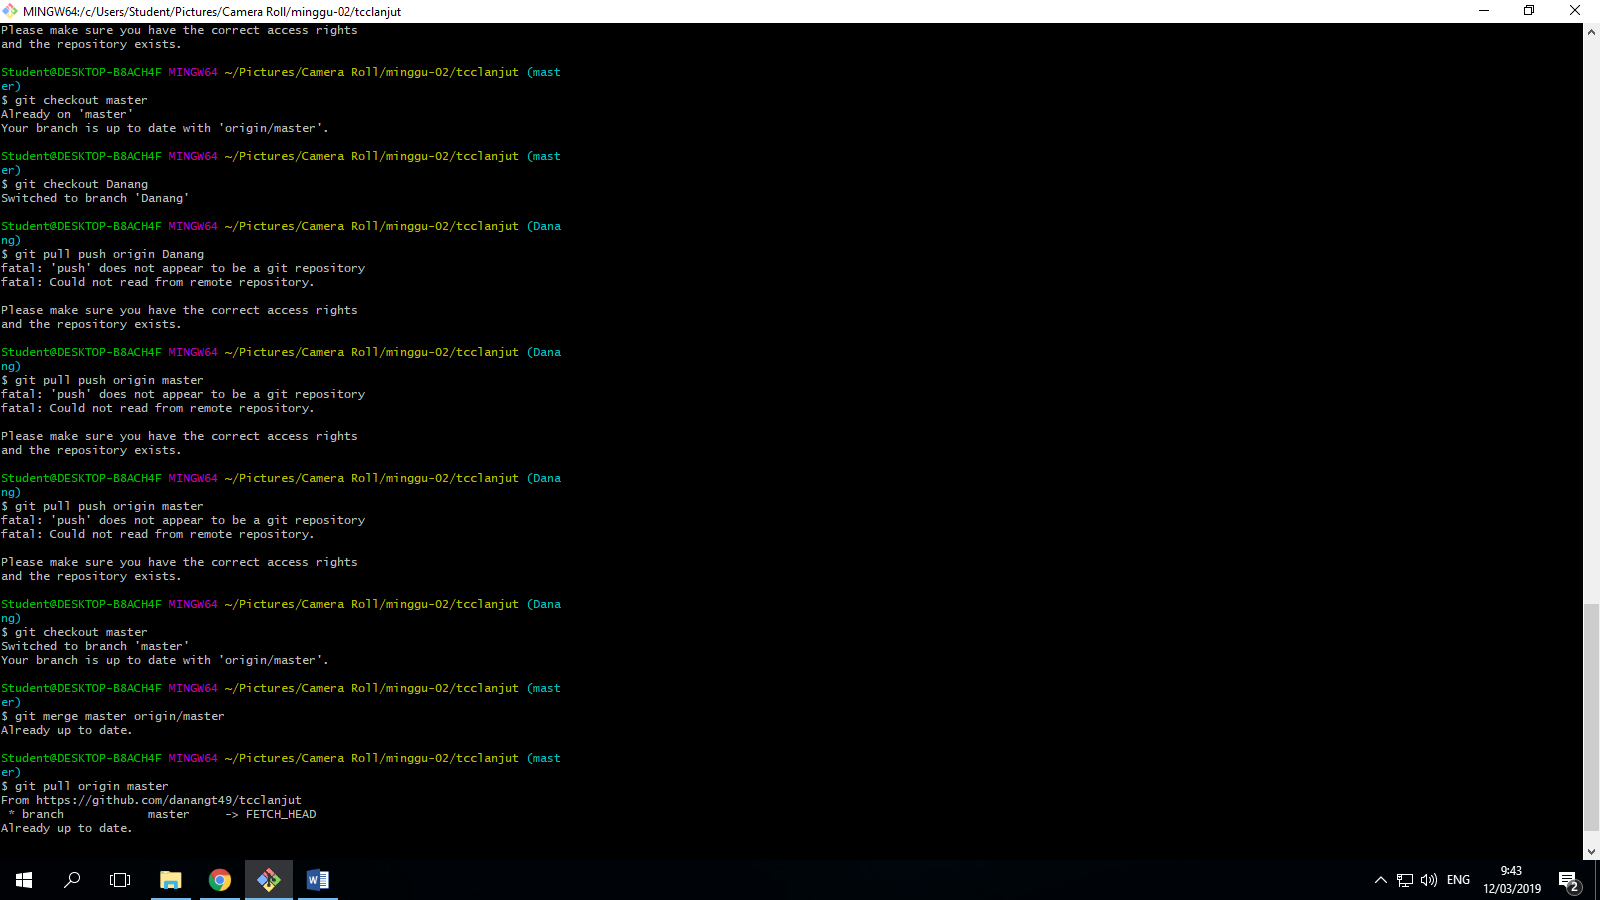 MINGW64:/c/Users/Student/Pictures/Camera Roll/minggu-02/tcclanjut
Please make sure you have the correct access rights
and the repository exists.
Student@DESKTOP-B8ACH4F MINGW64 ~/Pictures/Camera Roll/minggu-02/tcclanjut (mast
er)
$ git checkout master
Already on 'master'
Your branch is up to date with 'origin/master'.
Student@DESKTOP-B8ACH4F MINGW64 ~/Pictures/Camera Roll/minggu-02/tcclanjut (mast
er)
$ git checkout Danang
Switched to branch 'Danang'
Student@DESKTOP-B8ACH4F MINGW64 ~/Pictures/Camera Roll/minggu-02/tcclanjut (Dana
ng)
$ git pull push origin Danang
fatal: 'push' does not appear to be a git repository
fatal: Could not read from remote repository.
Please make sure you have the correct access rights
and the repository exists.
Student@DESKTOP-B8ACH4F MINGW64 ~/Pictures/Camera Roll/minggu-02/tcclanjut (Dana
ng)
$ git pull push origin master
fatal: 'push' does not appear to be a git repository
fatal: Could not read from remote repository.
Please make sure you have the correct access rights
and the repository exists.
Student@DESKTOP-B8ACH4F MINGW64 ~/Pictures/Camera Roll/minggu-02/tcclanjut (Dana
ng)
$ git pull push origin master
fatal: 'push' does not appear to be a git repository
fatal: Could not read from remote repository.
Please make sure you have the correct access rights
and the repository exists.
Student@DESKTOP-B8ACH4F MINGW64 ~/Pictures/Camera Roll/minggu-02/tcclanjut (Dana
ng)
$ git checkout master
Switched to branch 'master'
Your branch is up to date with 'origin/master'.
Student@DESKTOP-B8ACH4F MINGW64 ~/Pictures/Camera Roll/minggu-02/tcclanjut (mast
er)
$ git merge master origin/master
Already up to date.
Student@DESKTOP-B8ACH4F MINGW64 ~/Pictures/Camera Roll/minggu-02/tcclanjut (mast
er)
$ git pull origin master
From https://github.com/danangt49/tcclanjut
 * branch            master     -> FETCH_HEAD
Already up to date.
W
ENG
9:43
12/03/2019
2